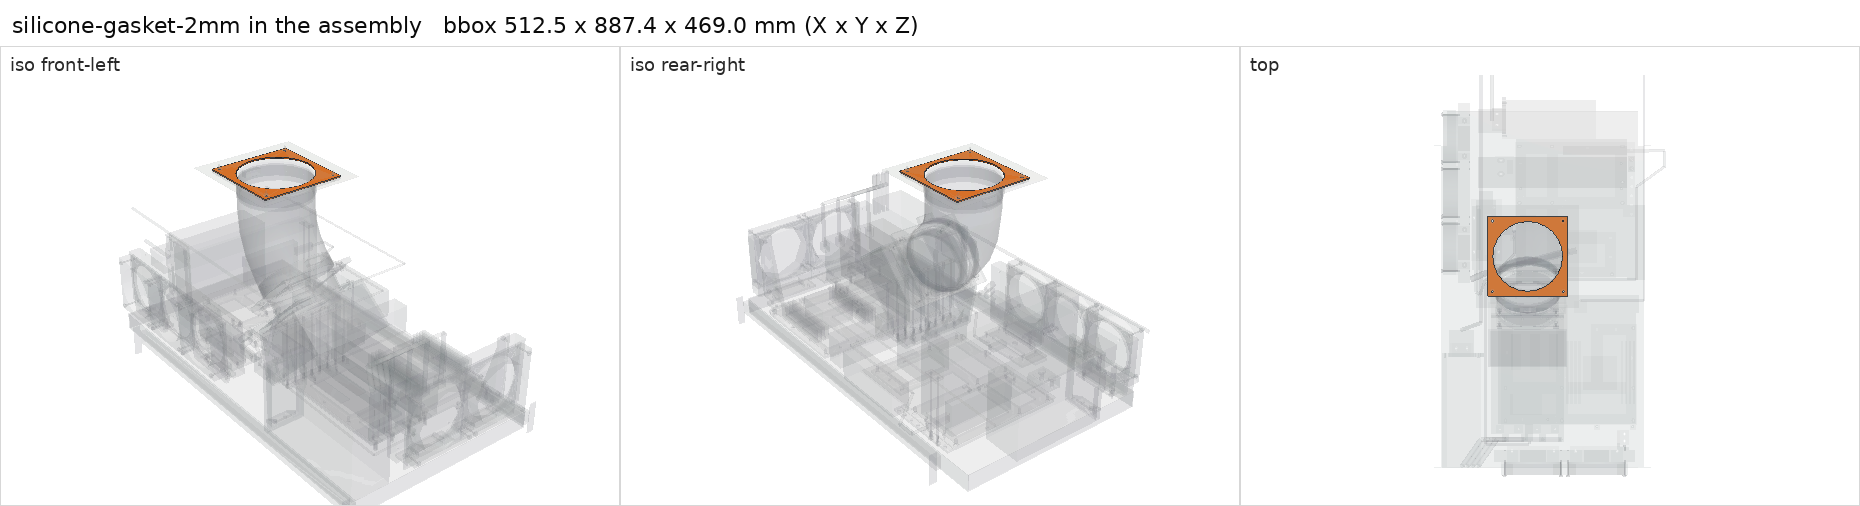 silicone-gasket-2mm in the assembly   bbox 512.5 x 887.4 x 469.0 mm (X x Y x Z)
iso front-left
iso rear-right
top